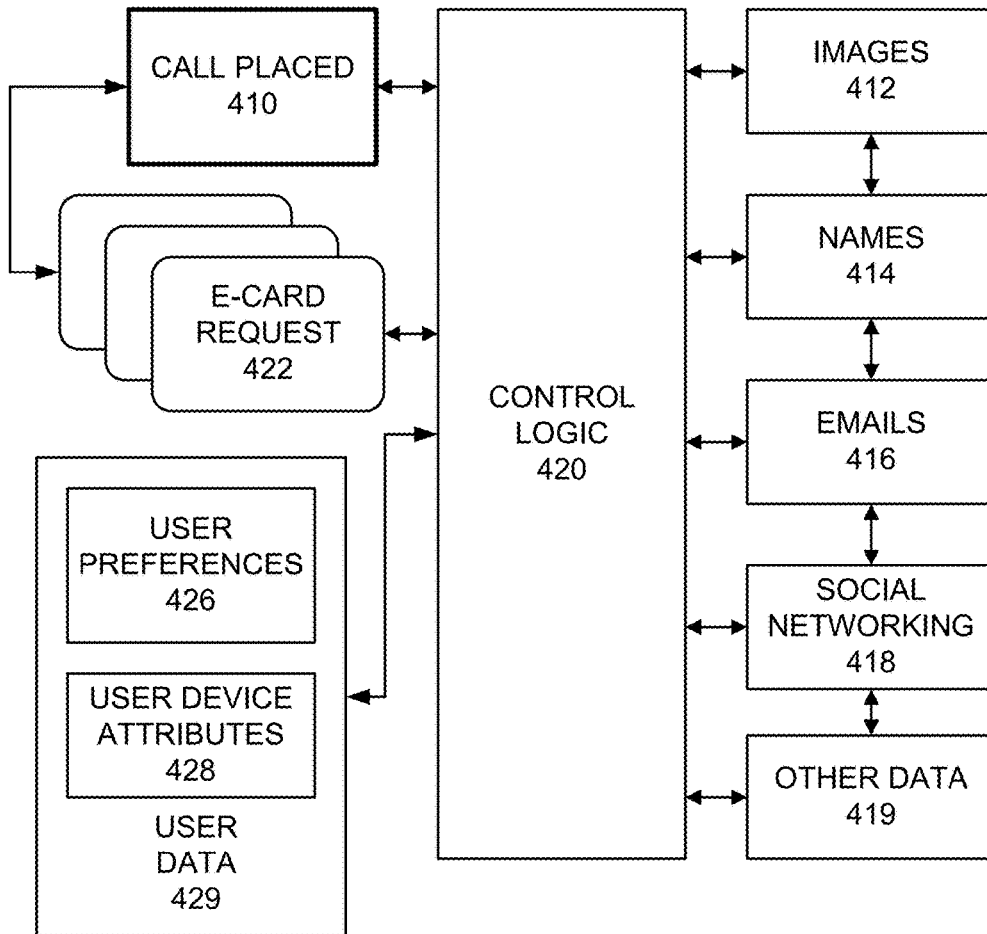 CALL PLACED
410
E-CARD
REQUEST
422
USER
PREFERENCES
426
USER DEVICE
ATTRIBUTES
428
USER
DATA
429
CONTROL
LOGIC
420
IMAGES
412
NAMES
414
EMAILS
416
SOCIAL
NETWORKING
418
OTHER DATA
419